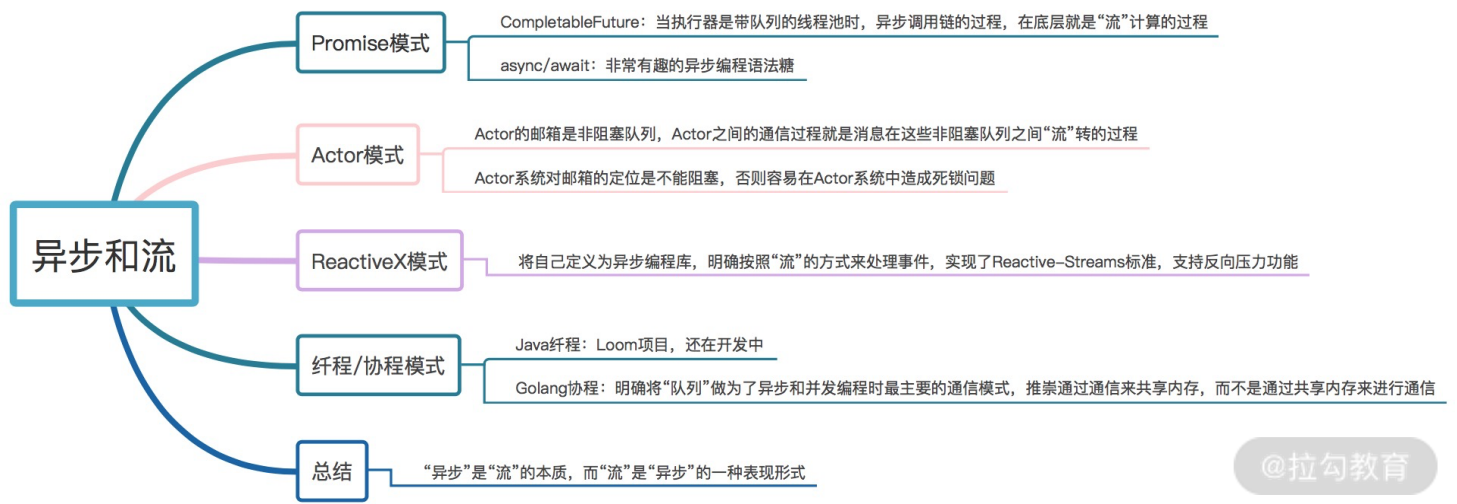 异步和流
Promise模式
CompletableFuture：当执行器是带队列的线程池时，异步调用链的过程，在底层就是“流”计算的过程
async/await：非常有趣的异步编程语法糖
Actor模式
Actor的邮箱是非阻塞队列，Actor之间的通信过程就是消息在这些非阻塞队列之间“流”转的过程
Actor系统对邮箱的定位是不能阻塞，否则容易在Actor系统中造成死锁问题
ReactiveX模式
将自己定义为异步编程库，明确按照“流”的方式来处理事件，实现了Reactive-Streams标准，支持反向压力功能
纤程/协程模式
Java纤程：Loom项目，还在开发中
Golang协程：明确将“队列”做为了异步和并发编程时最主要的通信模式，推崇通过通信来共享内存，而不是通过共享内存来进行通信
总结
“异步”是“流”的本质，而“流”是“异步”的一种表现形式
@拉勾教育